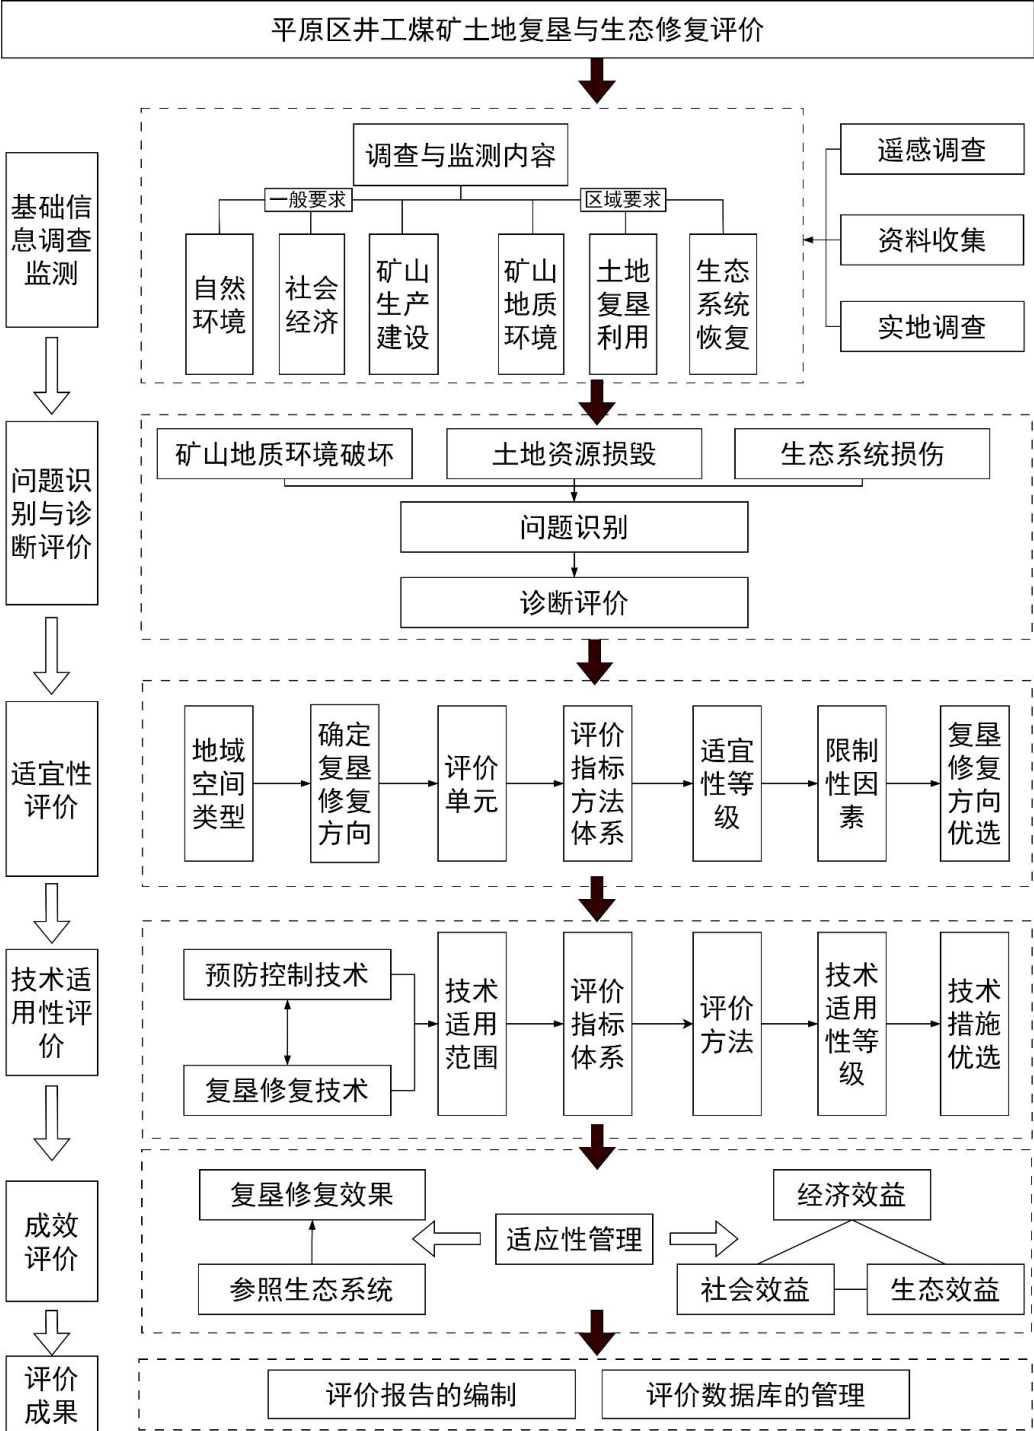 平原区井工煤矿土地复垦与生态修复评价
基础信
息调查
监测
调查与监测内容
一般要求
区域要求
自然
环境
社会
经济
矿山
生产
建设
矿山
地质
环境
土地
复垦
利用
生态
系统
恢复
遥感调查
资料收集
实地调查
问题识
别与诊
断评价
矿山地质环境破坏
土地资源损毁
生态系统损伤
问题识别
诊断评价
适宜性
评价
地域
空间
类型
确定
复垦
修复
方向
评价
单元
评价
指标
方法
体系
适宜
性等
级
限制
性因
素
复垦
修复
方向
优选
技术适
用性评
价
预防控制技术
复垦修复技术
技术
适用
范围
评价
指标
体系
评价
方法
技术
适用
性等
级
技术
措施
优选
成效
评价
复垦修复效果
参照生态系统
适应性管理
经济效益
社会效益
生态效益
评价
成果
评价报告的编制
评价数据库的管理